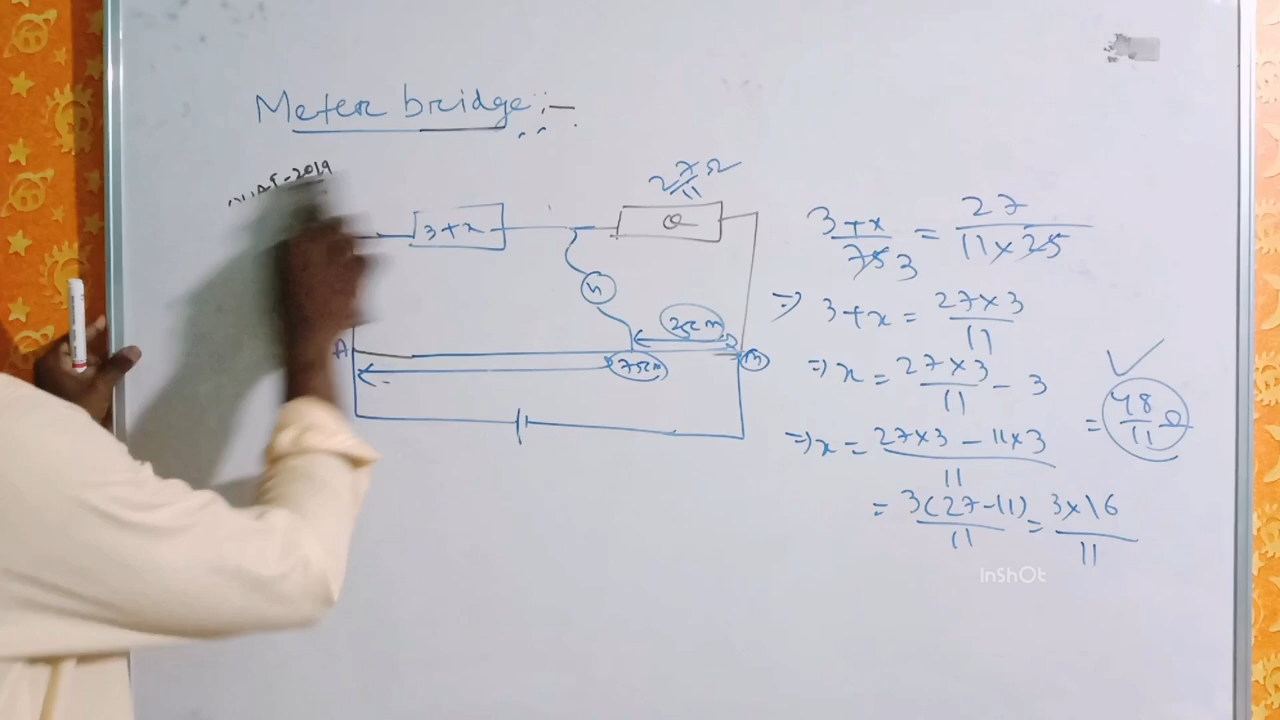 Meter bridge :-
- 2019
27/11 Ω
3+x
Q
G
25cm
A
75cm
B
(3+x)/(75 3) = 27/(11×25)
⇒ 3+x = (27×3)/11
⇒ x = (27×3)/11 - 3
⇒ x = (27×3 - 11×3)/11
= (3(27-11))/11 = (3×16)/11
= 48/11 Ω
InShOt